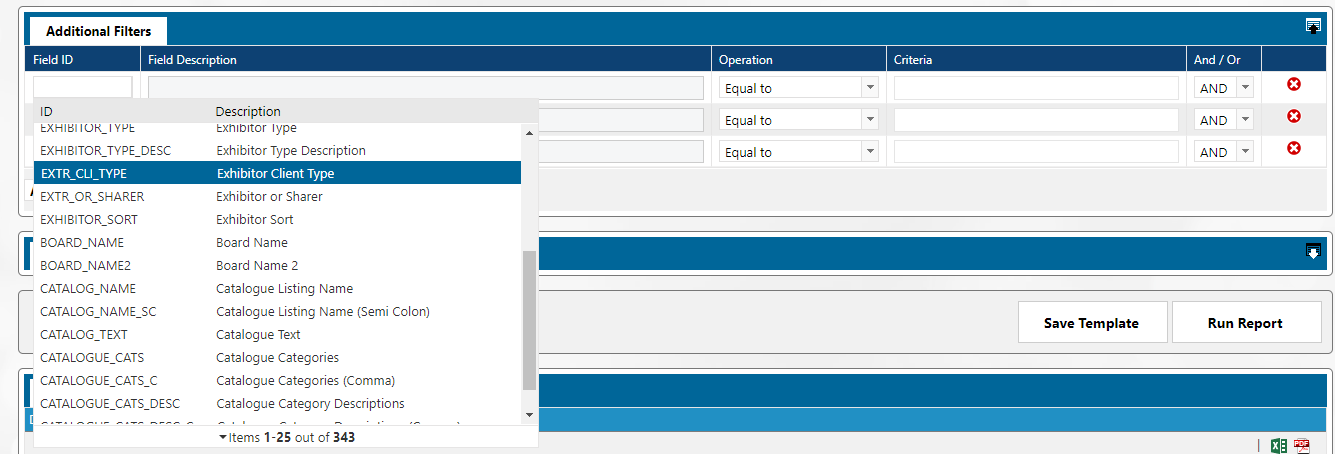 Additional Filters
Field ID Field Description Operation Criteria And / Or
Equal to AND
ID Description
EXHIBITOR_TYPE Exhibitor Type Equal to AND
EXHIBITOR_TYPE_DESC Exhibitor Type Description Equal to AND
EXTR_CLI_TYPE Exhibitor Client Type
EXTR_OR_SHARER Exhibitor or Sharer
EXHIBITOR_SORT Exhibitor Sort
BOARD_NAME Board Name
BOARD_NAME2 Board Name 2
CATALOG_NAME Catalogue Listing Name
CATALOG_NAME_SC Catalogue Listing Name (Semi Colon)
CATALOG_TEXT Catalogue Text
Save Template Run Report
CATALOGUE_CATS Catalogue Categories
CATALOGUE_CATS_C Catalogue Categories (Comma)
CATALOGUE_CATS_DESC Catalogue Category Descriptions
Items 1-25 out of 343
PDF